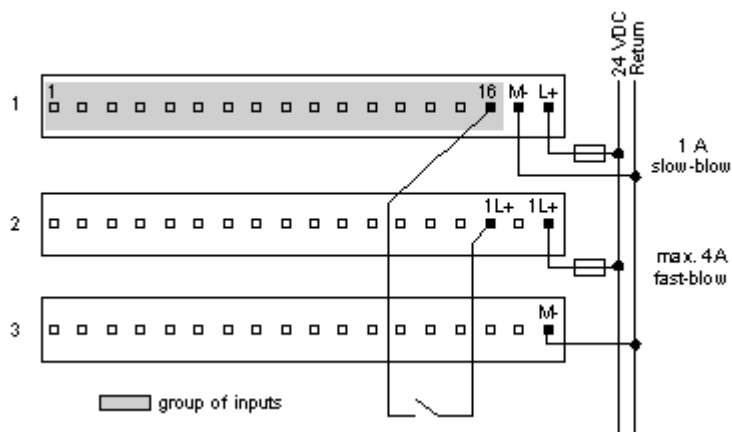 24 VDC
Return
1
1 16 M- L+
1 A
slow-blow
2
1L+ 1L+
max. 4A
fast-blow
3
M-
group of inputs